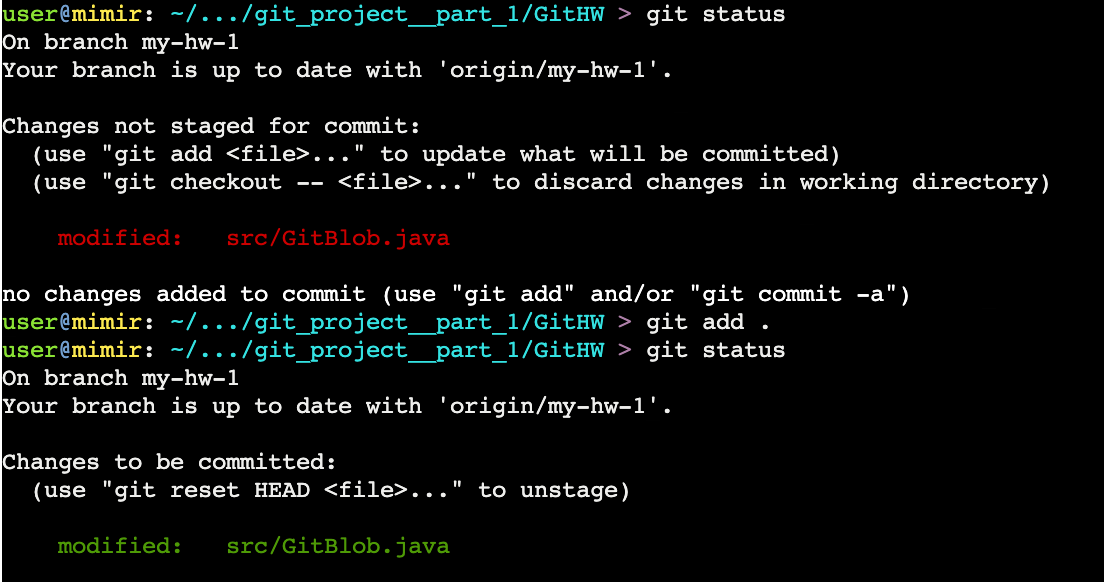 user@mimir: ~/.../git_project__part_1/GitHW > git status
On branch my-hw-1
Your branch is up to date with 'origin/my-hw-1'.
Changes not staged for commit:
(use "git add <file>..." to update what will be committed)
(use "git checkout -- <file>..." to discard changes in working directory)
modified: src/GitBlob.java
no changes added to commit (use "git add" and/or "git commit -a")
user@mimir: ~/.../git_project__part_1/GitHW > git add .
user@mimir: ~/.../git_project__part_1/GitHW > git status
On branch my-hw-1
Your branch is up to date with 'origin/my-hw-1'.
Changes to be committed:
(use "git reset HEAD <file>..." to unstage)
modified: src/GitBlob.java